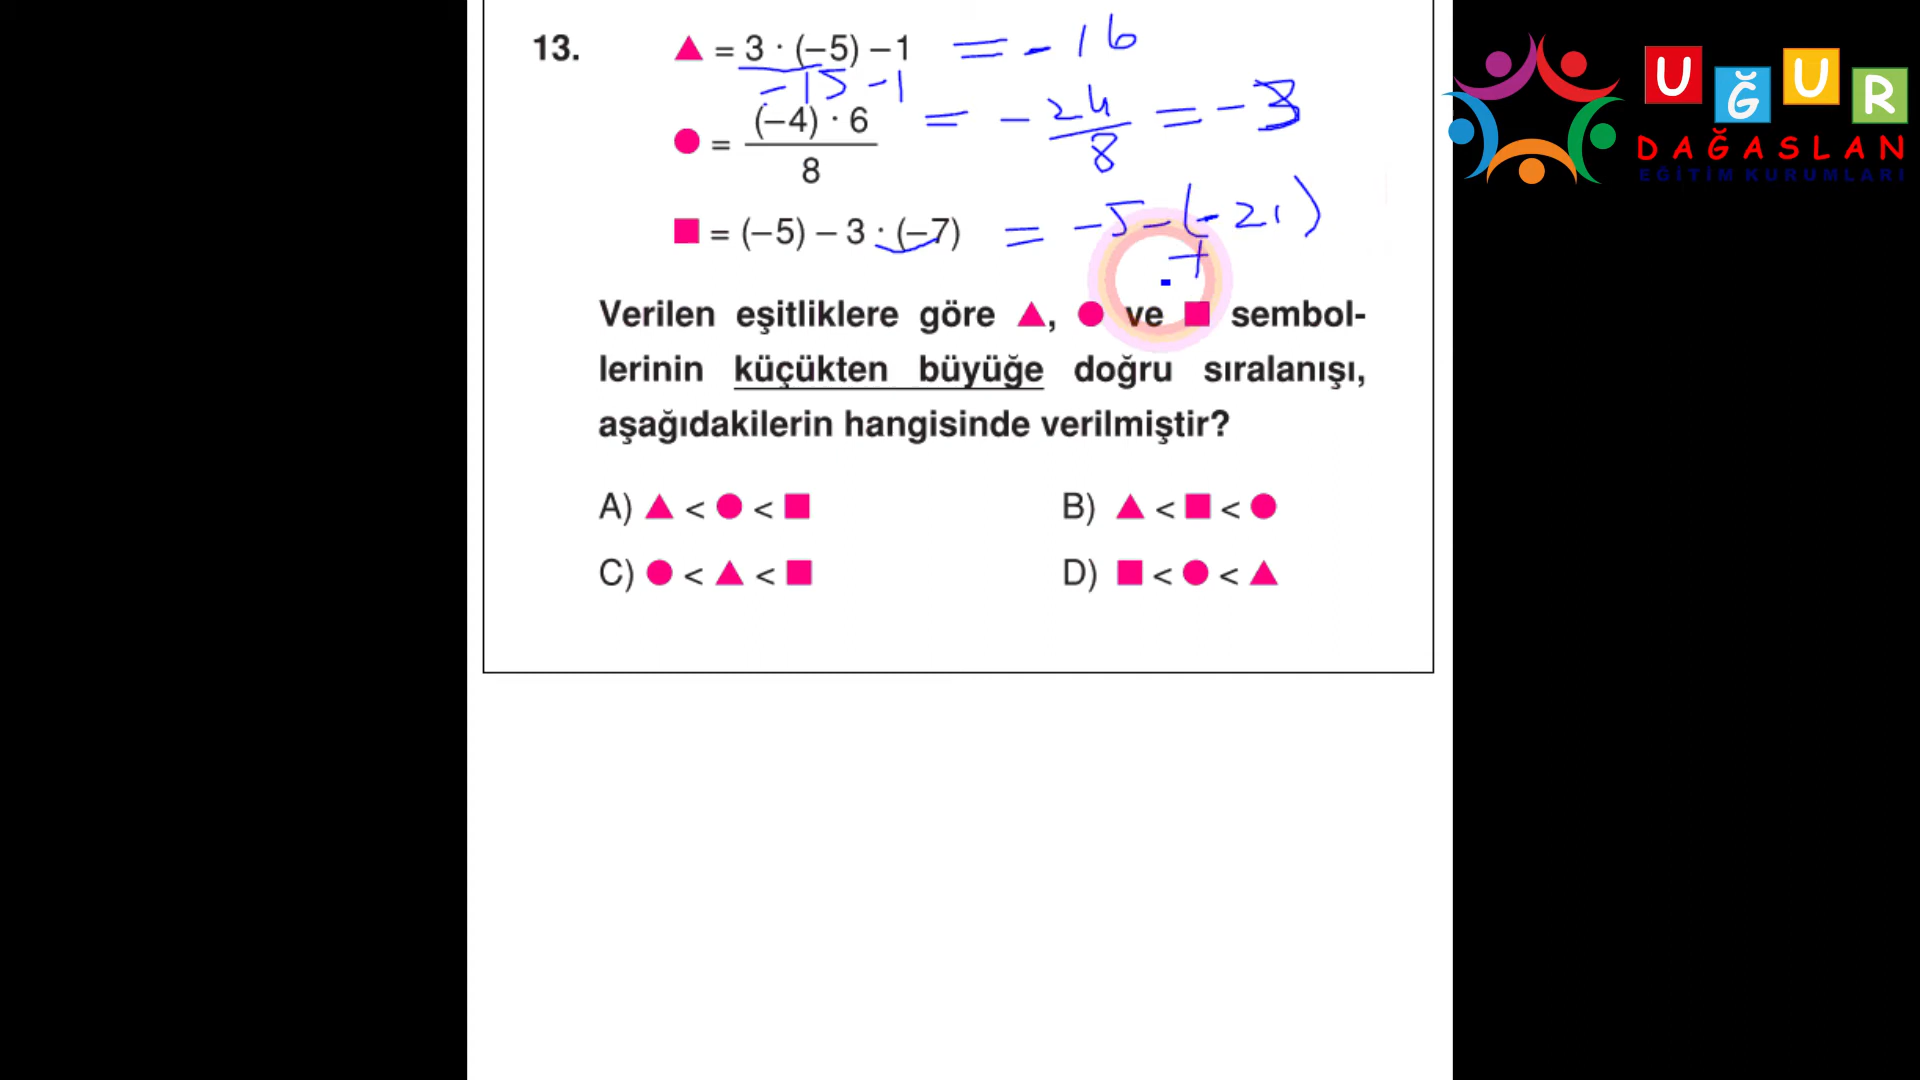 13. ▲ = 3 · (−5) −1 = - 16
-15 -1
● = (−4) · 6 / 8 = - 24 / 8 = - 3
■ = (−5) − 3 · (−7) = -5 - (- 21)
+
Verilen eşitliklere göre ▲, ● ve ■ sembol-
lerinin küçükten büyüğe doğru sıralanışı,
aşağıdakilerin hangisinde verilmiştir?
A) ▲ < ● < ■
B) ▲ < ■ < ●
C) ● < ▲ < ■
D) ■ < ● < ▲
UĞUR
DAĞASLAN
EĞİTİM KURUMLARI